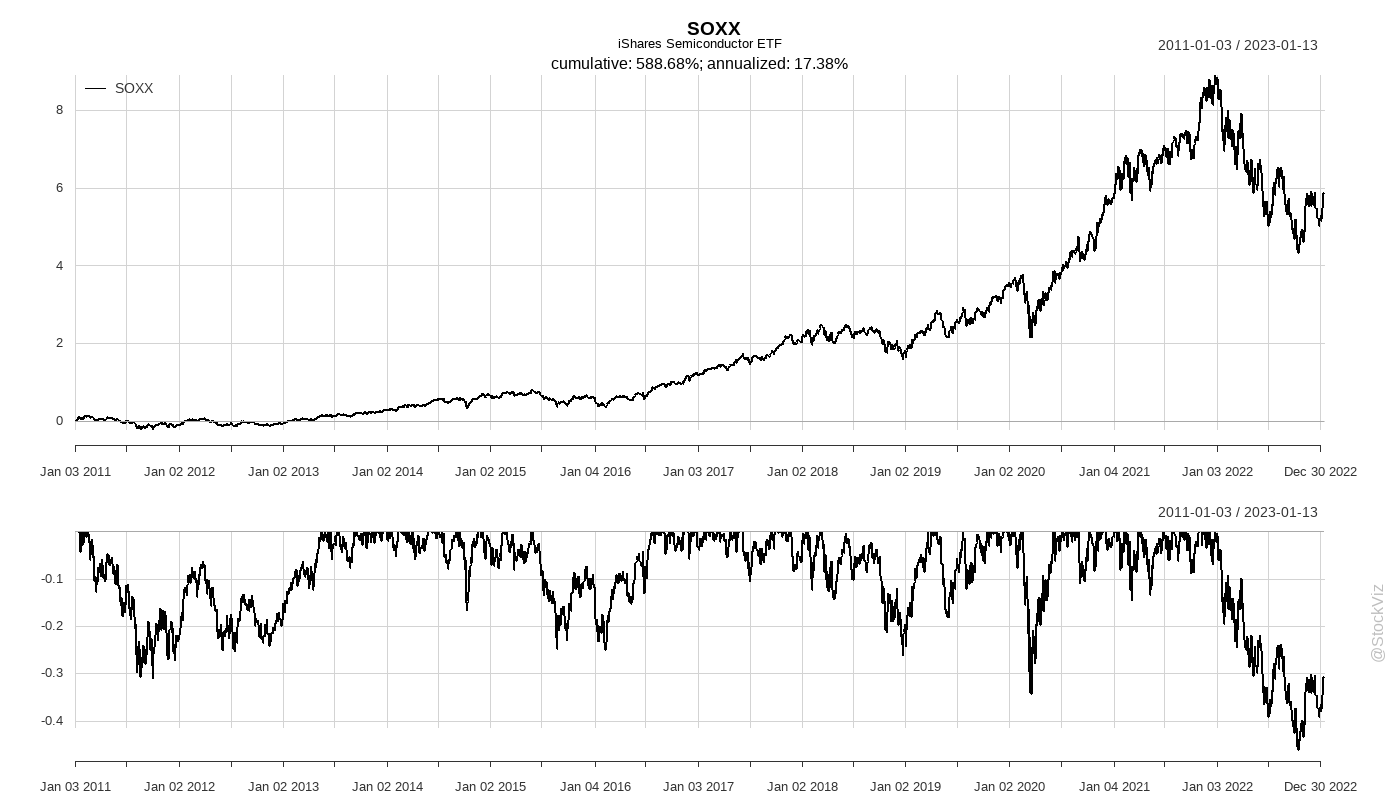 SOXX
iShares Semiconductor ETF
2011-01-03 / 2023-01-13
cumulative: 588.68%; annualized: 17.38%
SOXX
8
6
4
2
0
Jan 03 2011 Jan 02 2012 Jan 02 2013 Jan 02 2014 Jan 02 2015 Jan 04 2016 Jan 03 2017 Jan 02 2018 Jan 02 2019 Jan 02 2020 Jan 04 2021 Jan 03 2022 Dec 30 2022
2011-01-03 / 2023-01-13
-0.1
-0.2
-0.3
-0.4
@StockViz
Jan 03 2011 Jan 02 2012 Jan 02 2013 Jan 02 2014 Jan 02 2015 Jan 04 2016 Jan 03 2017 Jan 02 2018 Jan 02 2019 Jan 02 2020 Jan 04 2021 Jan 03 2022 Dec 30 2022